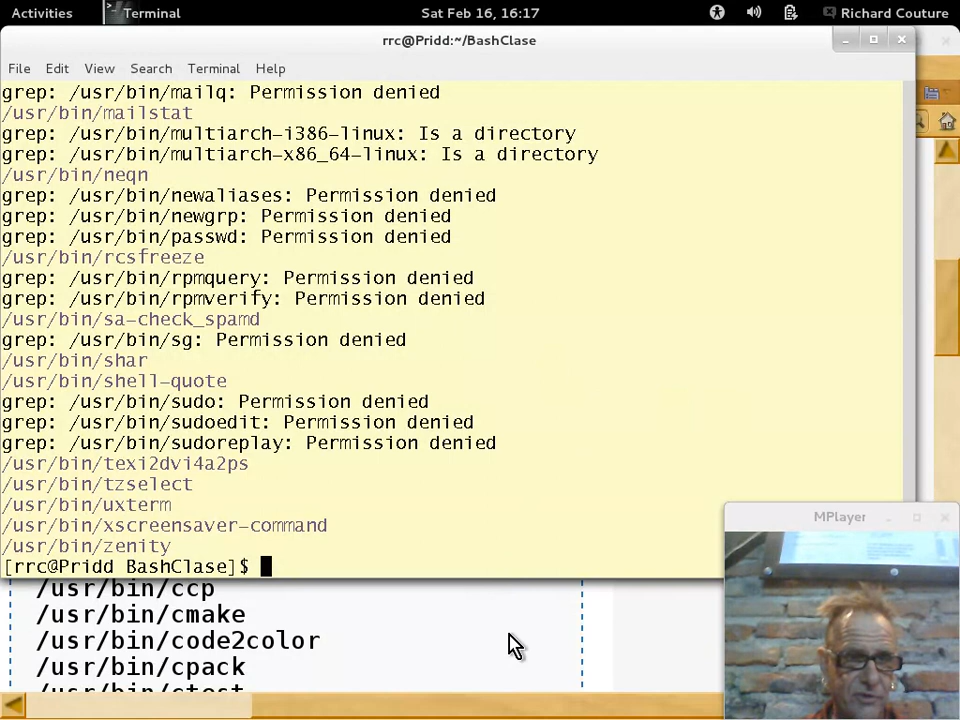 Activities
Terminal
Sat Feb 16, 16:17
Richard Couture
rrc@Pridd:~/BashClase
File Edit View Search Terminal Help
grep: /usr/bin/mailq: Permission denied
/usr/bin/mailstat
grep: /usr/bin/multiarch-i386-linux: Is a directory
grep: /usr/bin/multiarch-x86_64-linux: Is a directory
/usr/bin/neqn
grep: /usr/bin/newaliases: Permission denied
grep: /usr/bin/newgrp: Permission denied
grep: /usr/bin/passwd: Permission denied
/usr/bin/rcsfreeze
grep: /usr/bin/rpmquery: Permission denied
grep: /usr/bin/rpmverify: Permission denied
/usr/bin/sa-check_spamd
grep: /usr/bin/sg: Permission denied
/usr/bin/shar
/usr/bin/shell-quote
grep: /usr/bin/sudo: Permission denied
grep: /usr/bin/sudoedit: Permission denied
grep: /usr/bin/sudoreplay: Permission denied
/usr/bin/texi2dvi4a2ps
/usr/bin/tzselect
/usr/bin/uxterm
/usr/bin/xscreensaver-command
/usr/bin/zenity
[rrc@Pridd BashClase]$
MPlayer
/usr/bin/ccp
/usr/bin/cmake
/usr/bin/code2color
/usr/bin/cpack
/usr/bin/ctest